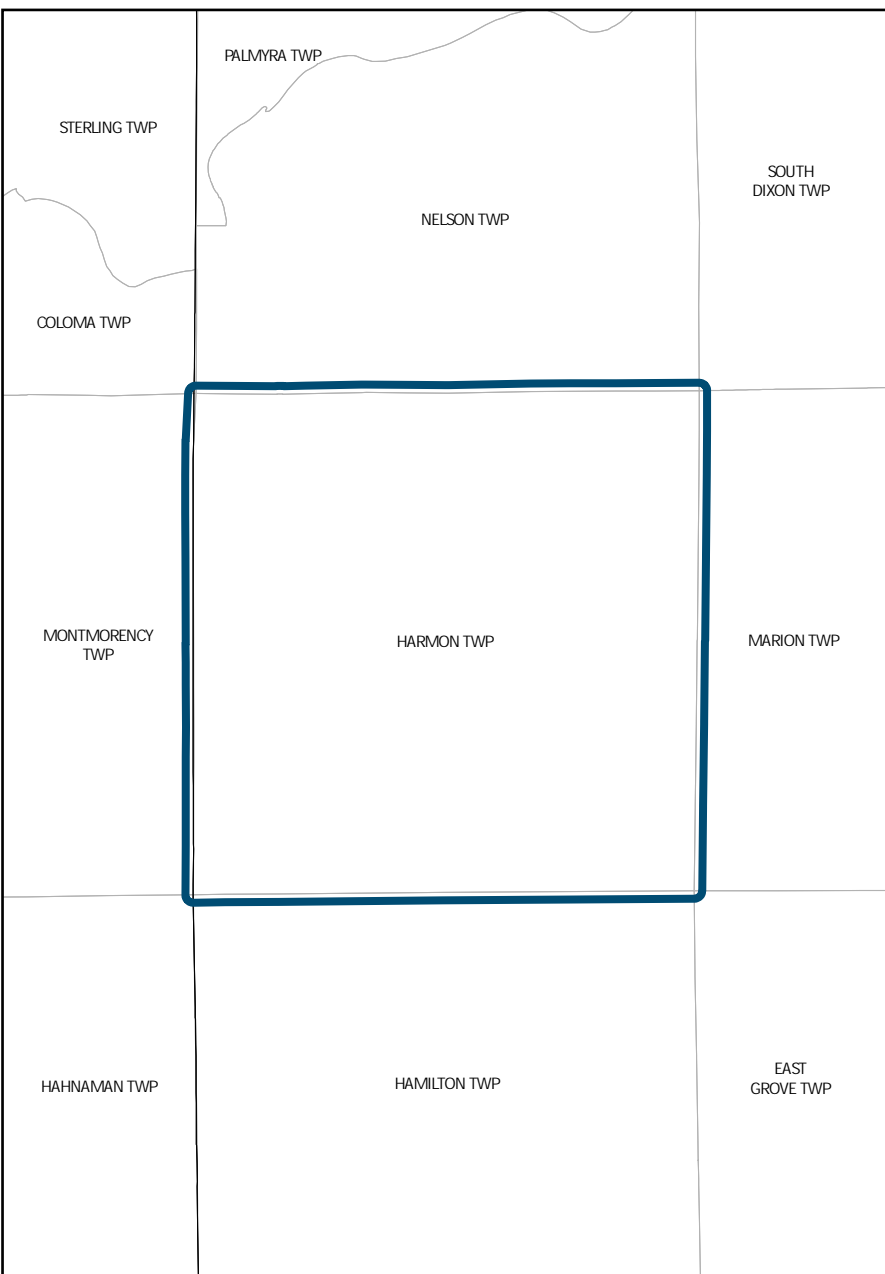 PALMYRA TWP
STERLING TWP
SOUTH
DIXON TWP
NELSON TWP
COLOMA TWP
MONTMORENCY
TWP
HARMON TWP
MARION TWP
HAHNAMAN TWP
HAMILTON TWP
EAST
GROVE TWP